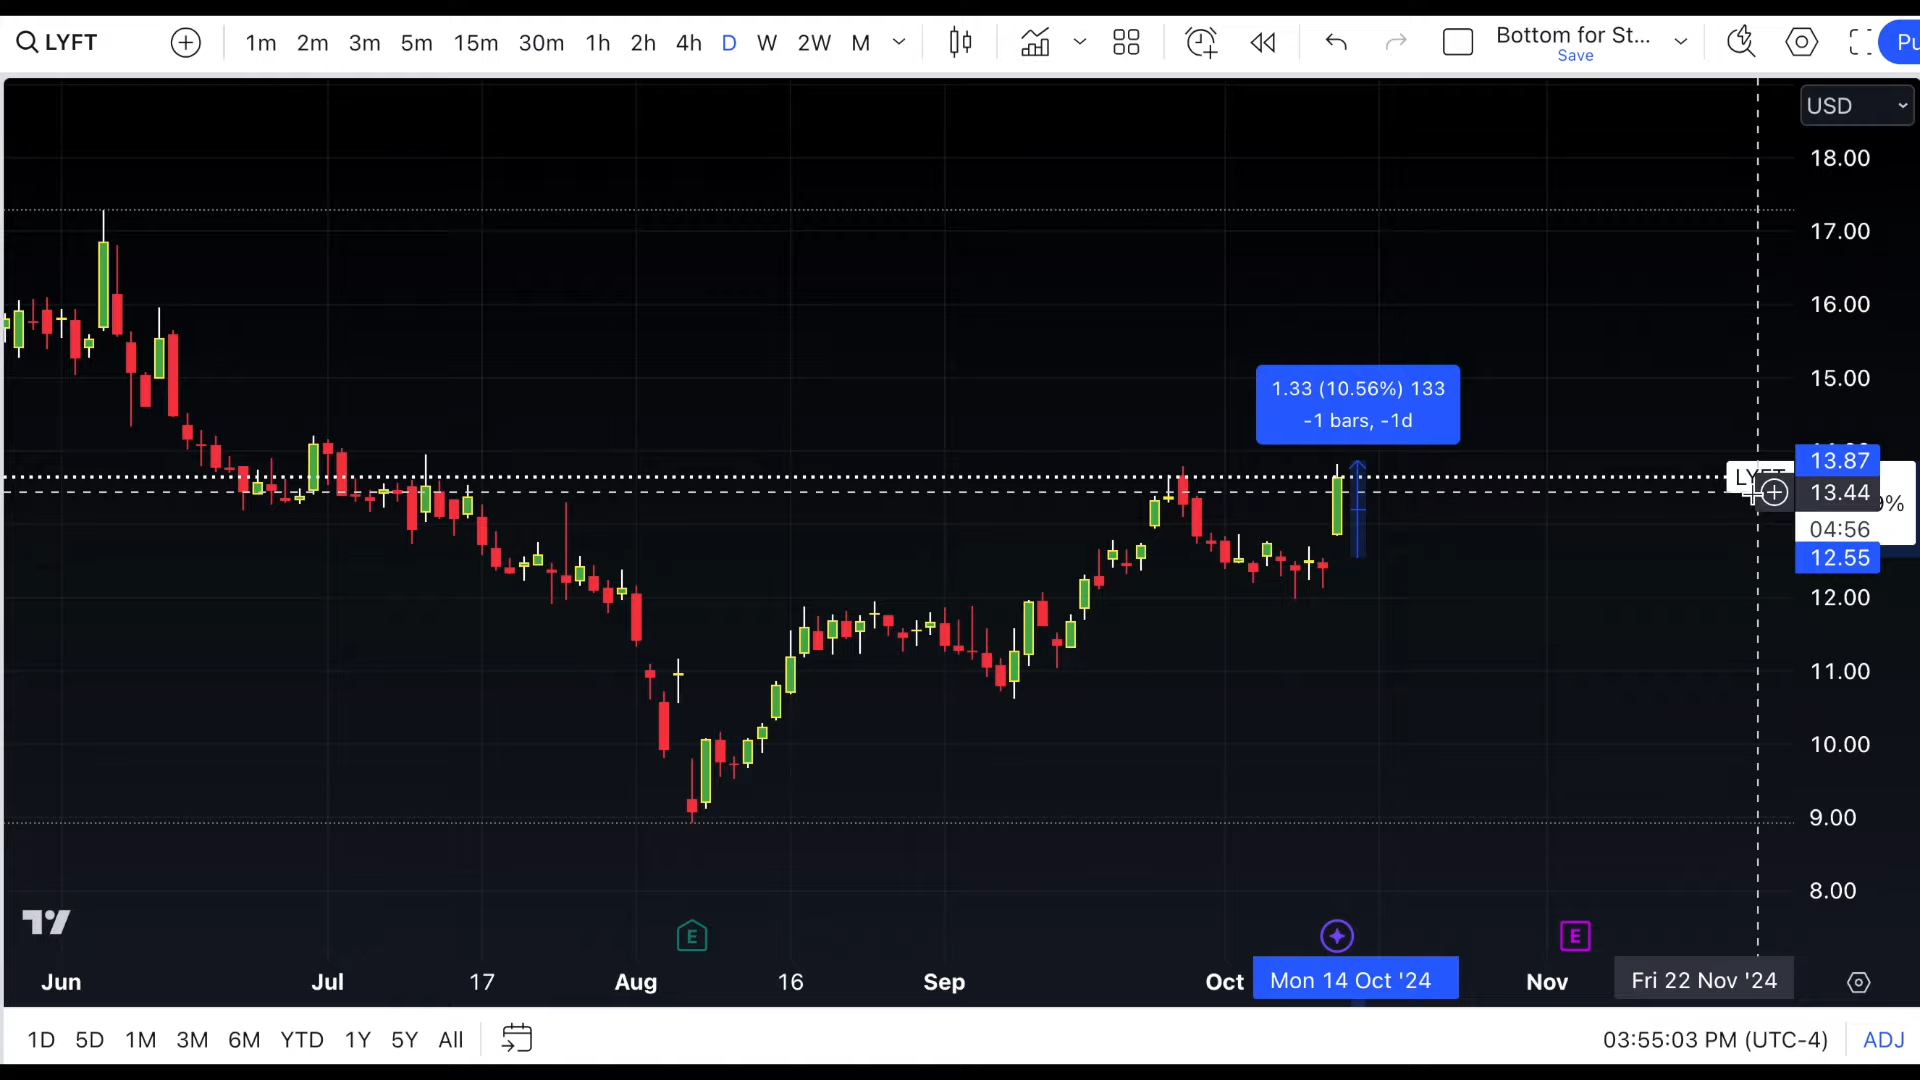 LYFT
1m 2m 3m 5m 15m 30m 1h 2h 4h D W 2W M
Bottom for St...
Save
Pu
USD
18.00
17.00
16.00
15.00
1.33 (10.56%) 133
-1 bars, -1d
13.87
LYFT
13.44
9%
04:56
12.55
12.00
11.00
10.00
9.00
8.00
E
E
Jun Jul 17 Aug 16 Sep Oct Mon 14 Oct '24 Nov Fri 22 Nov '24
1D 5D 1M 3M 6M YTD 1Y 5Y All
03:55:03 PM (UTC-4) ADJ